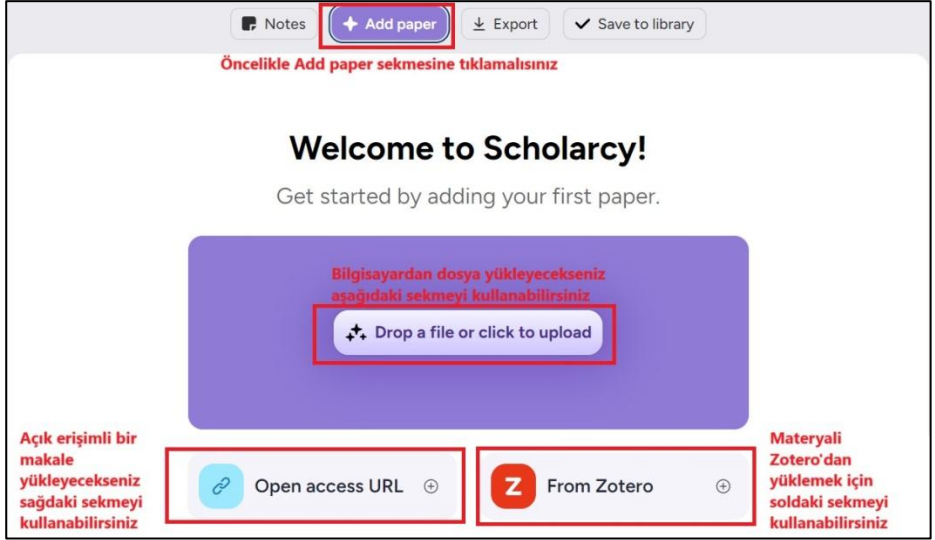 Notes Add paper Export Save to library
Öncelikle Add paper sekmesine tıklamalısınız
Welcome to Scholarcy!
Get started by adding your first paper.
Bilgisayardan dosya yükleyecekseniz
aşağıdaki sekmeyi kullanabilirsiniz
Drop a file or click to upload
Açık erişimli bir
makale
yükleyecekseniz
sağdaki sekmeyi
kullanabilirsiniz
Open access URL
Z From Zotero
Materyali
Zotero'dan
yüklemek için
soldaki sekmeyi
kullanabilirsiniz